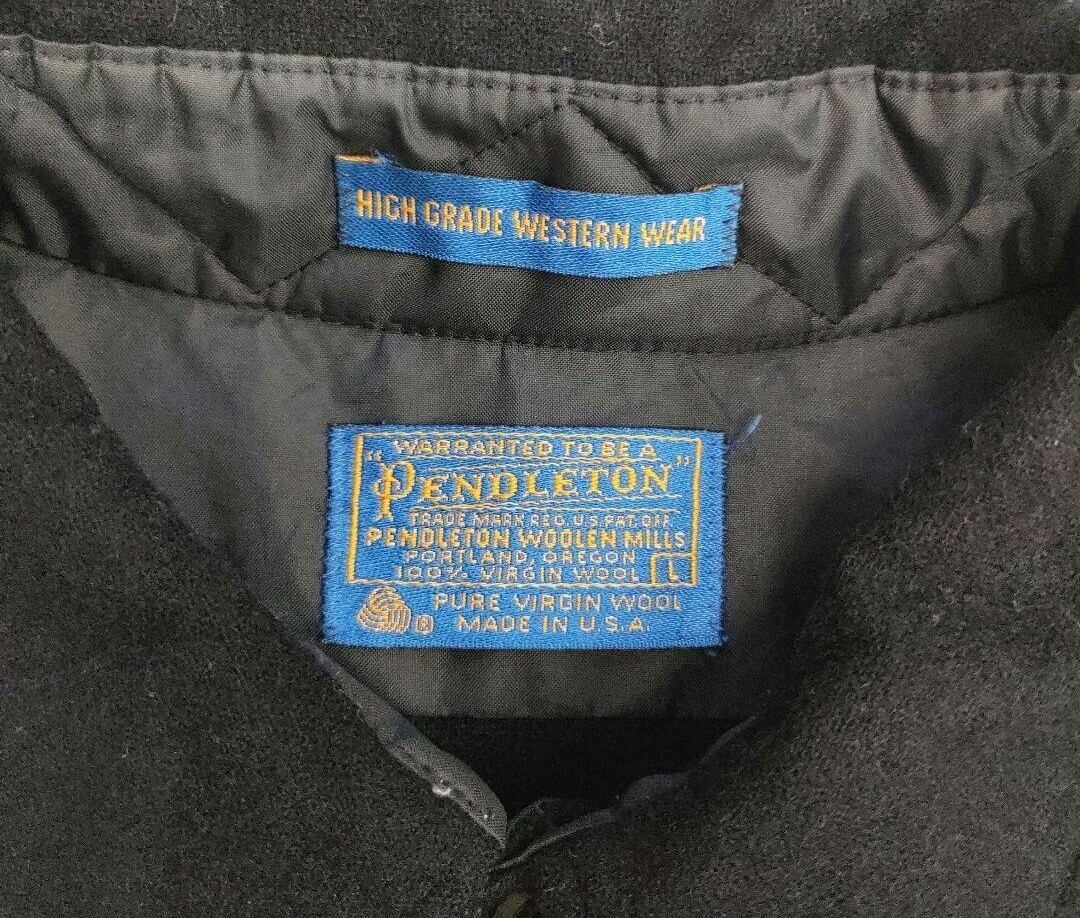 HIGH GRADE WESTERN WEAR
WARRANTED TO BE A
"PENDLETON"
TRADE MARK REG. U.S. PAT. OFF.
PENDLETON WOOLEN MILLS
PORTLAND, OREGON
100% VIRGIN WOOL L
PURE VIRGIN WOOL
® MADE IN U.S.A.